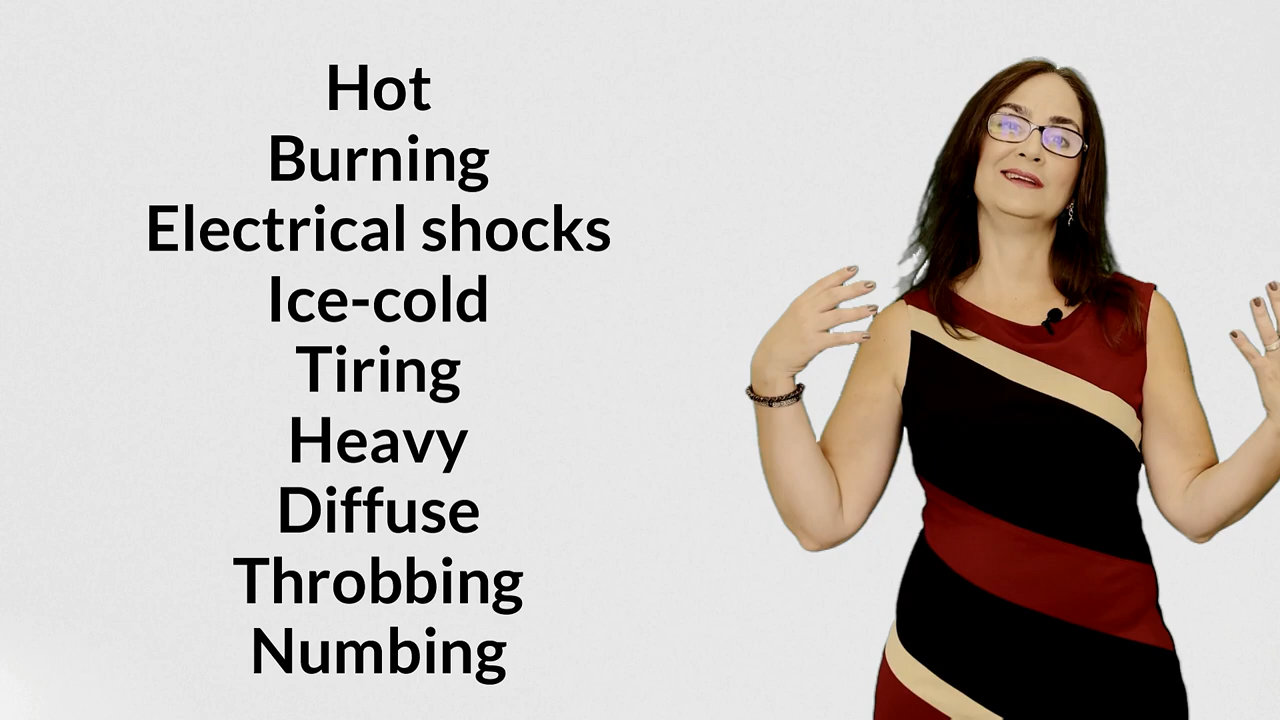 Hot
Burning
Electrical shocks
Ice-cold
Tiring
Heavy
Diffuse
Throbbing
Numbing